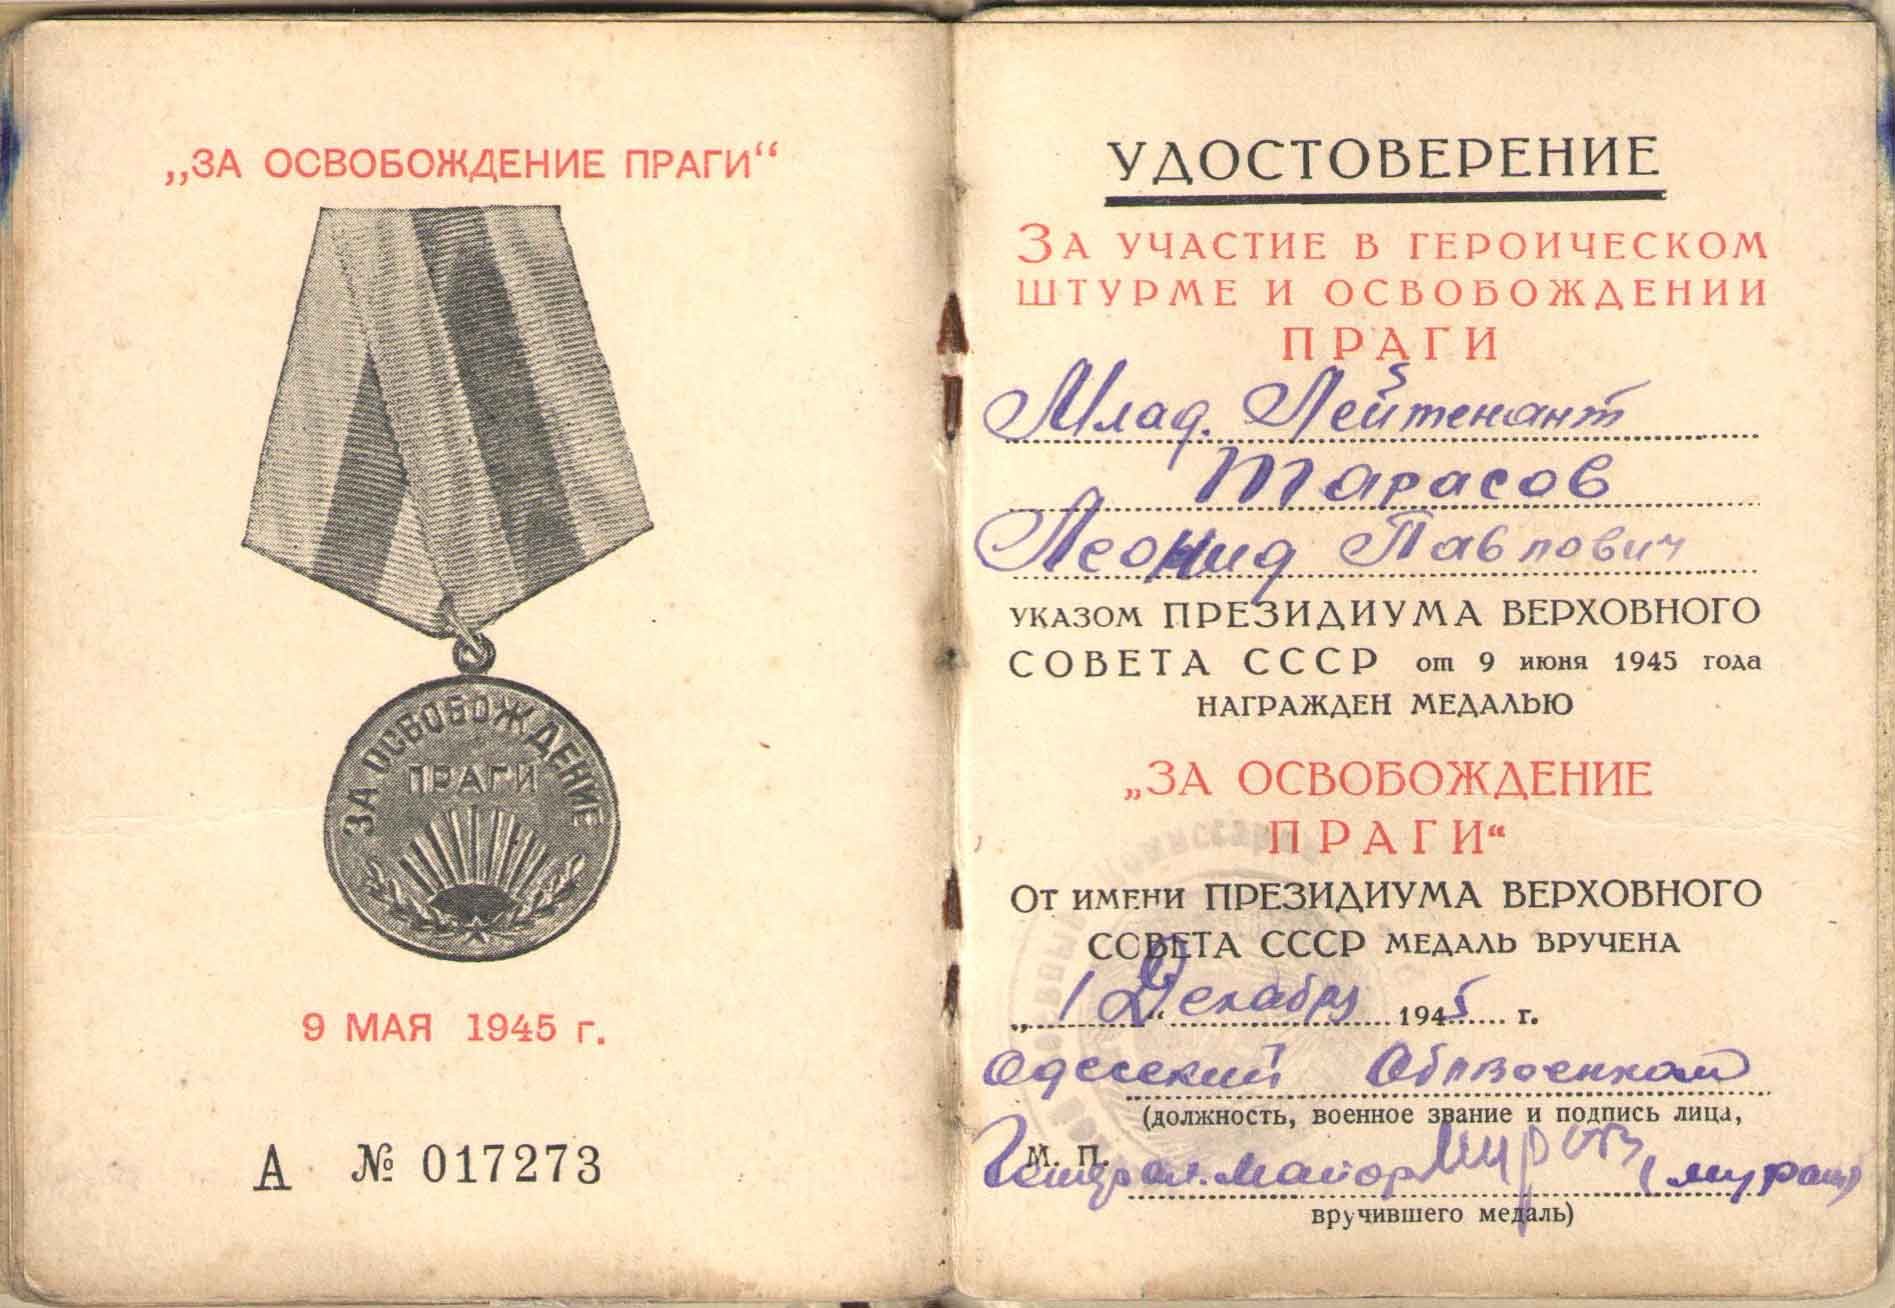 „ЗА ОСВОБОЖДЕНИЕ ПРАГИ“
ЗА ОСВОБОЖДЕНИЕ
ПРАГИ
9 МАЯ 1945 г.
А № 017273
УДОСТОВЕРЕНИЕ
ЗА УЧАСТИЕ В ГЕРОИЧЕСКОМ
ШТУРМЕ И ОСВОБОЖДЕНИИ
ПРАГИ
Млад. Лейтенант
Тарасов
Леонид Павлович
УКАЗОМ ПРЕЗИДИУМА ВЕРХОВНОГО
СОВЕТА СССР от 9 июня 1945 года
НАГРАЖДЕН МЕДАЛЬЮ
„ЗА ОСВОБОЖДЕНИЕ
ПРАГИ“
ОТ ИМЕНИ ПРЕЗИДИУМА ВЕРХОВНОГО
СОВЕТА СССР МЕДАЛЬ ВРУЧЕНА
„1“ Декабря 1945 г.
Одесский Облвоенком
(должность, военное звание и подпись лица,
М. П.
Генерал. майор
вручившего медаль)